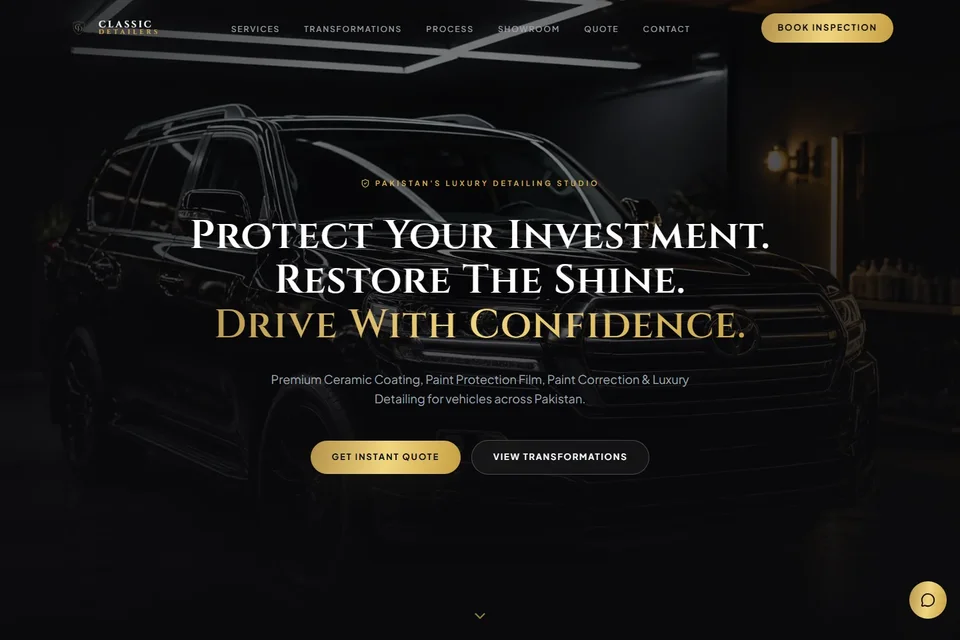 CLASSIC
DETAILERS
SERVICES
TRANSFORMATIONS
PROCESS
SHOWROOM
QUOTE
CONTACT
BOOK INSPECTION
PAKISTAN'S LUXURY DETAILING STUDIO
Protect Your Investment.
Restore The Shine.
Drive With Confidence.
Premium Ceramic Coating, Paint Protection Film, Paint Correction & Luxury
Detailing for vehicles across Pakistan.
GET INSTANT QUOTE
VIEW TRANSFORMATIONS